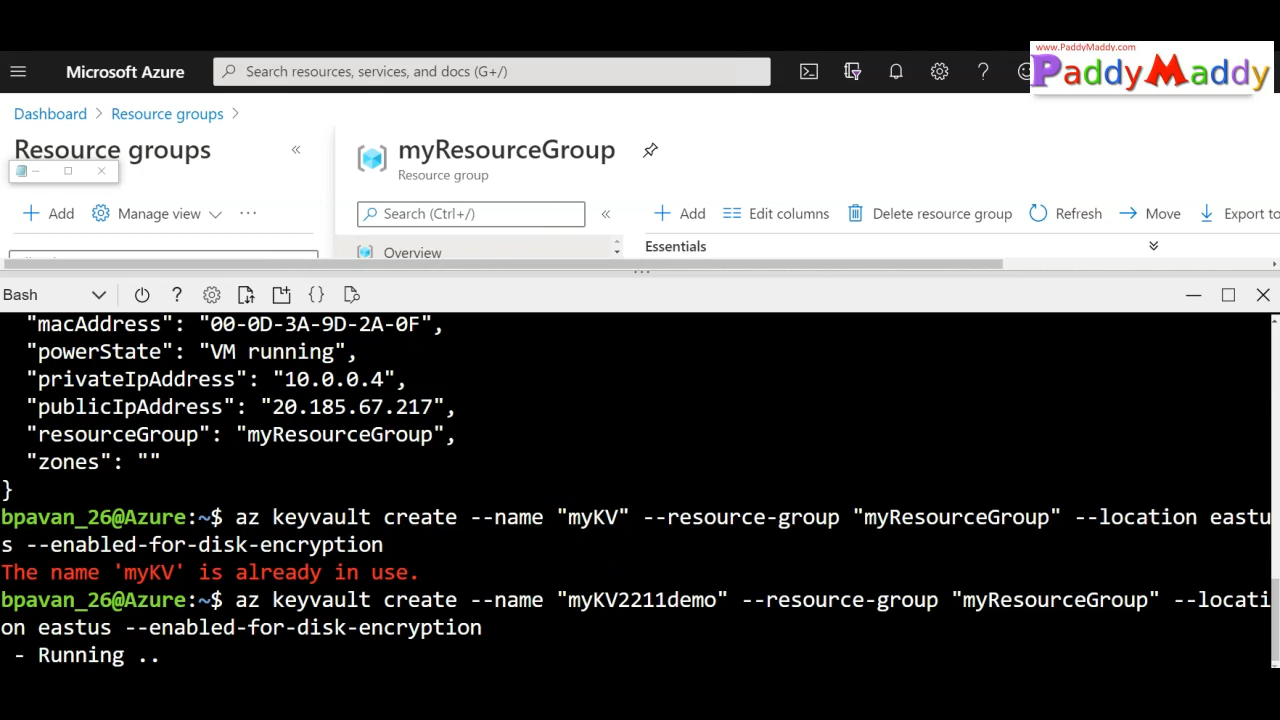 www.PaddyMaddy.com
PaddyMaddy
Microsoft Azure
Search resources, services, and docs (G+/)
Dashboard > Resource groups >
Resource groups
myResourceGroup
Resource group
Add
Manage view
Search (Ctrl+/)
Add
Edit columns
Delete resource group
Refresh
Move
Export to
Overview
Essentials
Bash
"macAddress": "00-0D-3A-9D-2A-0F",
"powerState": "VM running",
"privateIpAddress": "10.0.0.4",
"publicIpAddress": "20.185.67.217",
"resourceGroup": "myResourceGroup",
"zones": ""
}
bpavan_26@Azure:~$ az keyvault create --name "myKV" --resource-group "myResourceGroup" --location eastu
s --enabled-for-disk-encryption
The name 'myKV' is already in use.
bpavan_26@Azure:~$ az keyvault create --name "myKV2211demo" --resource-group "myResourceGroup" --locati
on eastus --enabled-for-disk-encryption
- Running ..